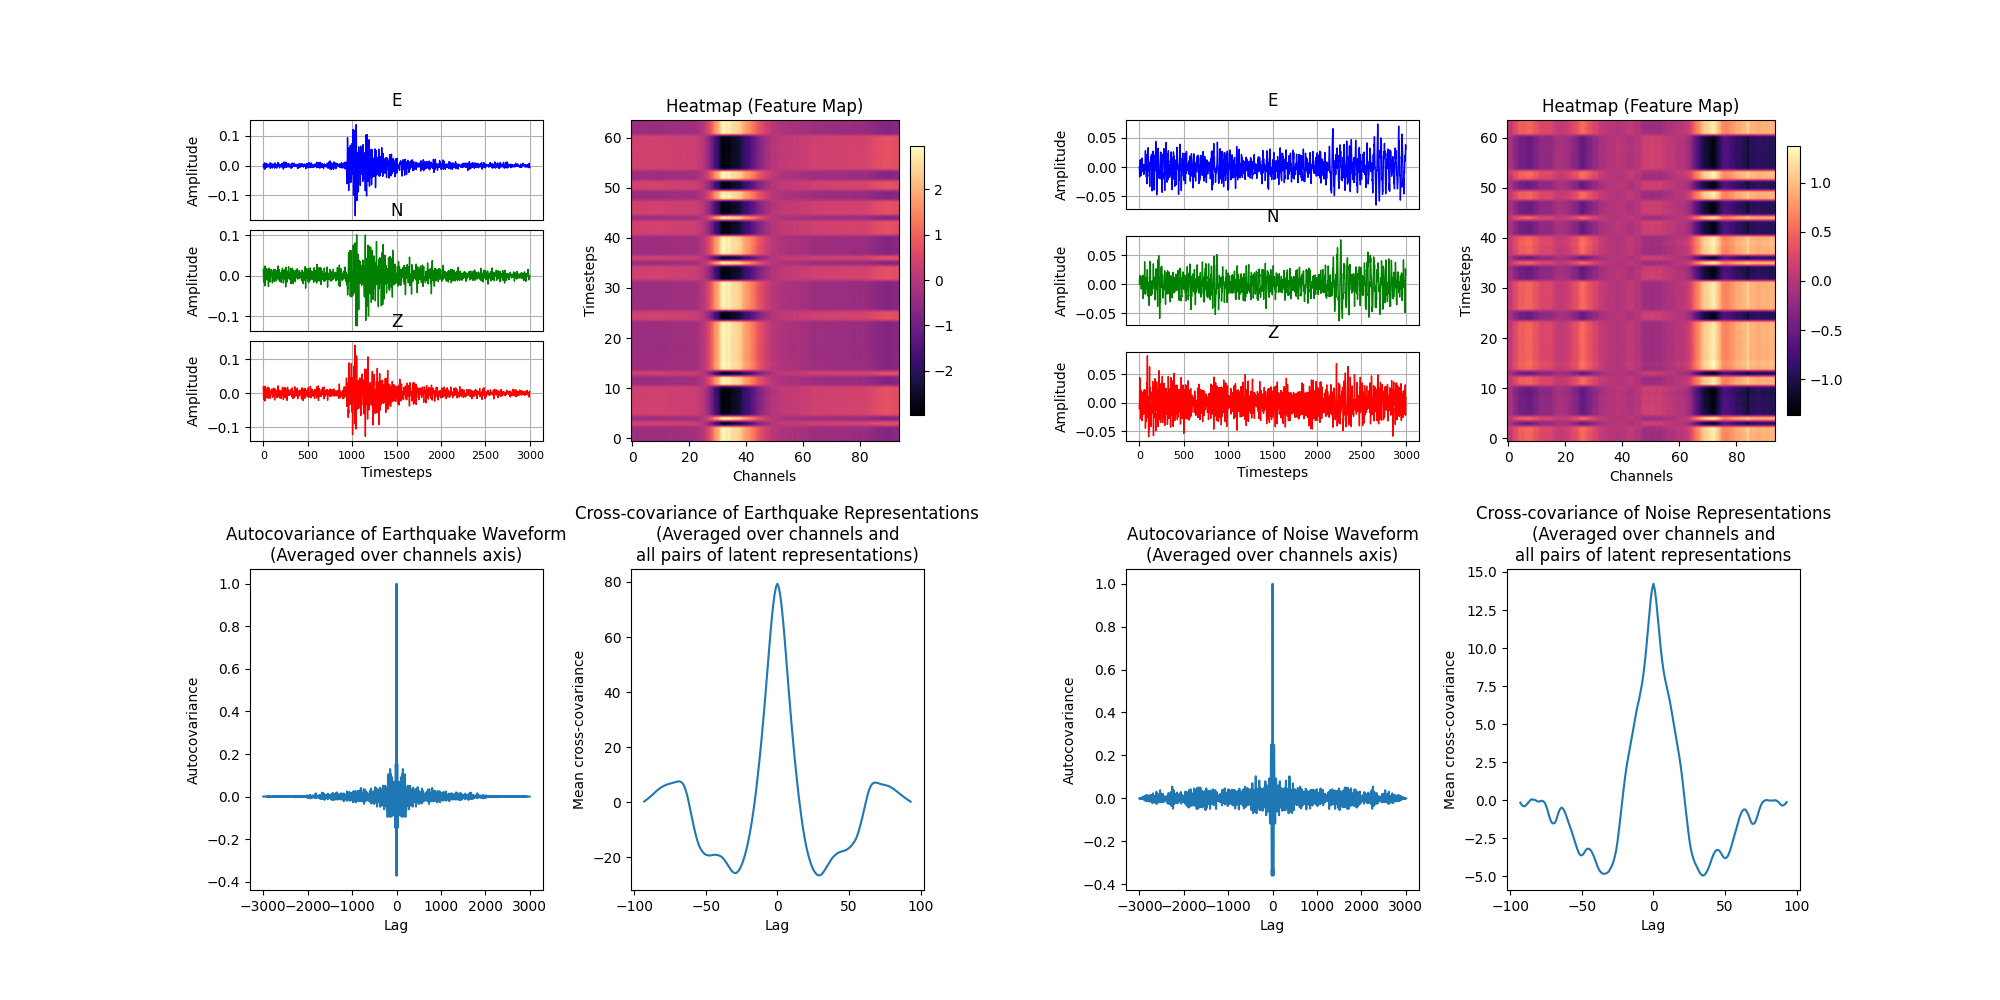 E
0.1
0.0
−0.1
Amplitude
N
0.1
0.0
−0.1
Amplitude
Z
0.1
0.0
−0.1
Amplitude
0 500 1000 1500 2000 2500 3000
Timesteps
Heatmap (Feature Map)
60
50
40
30
20
10
0
Timesteps
0 20 40 60 80
Channels
2
1
0
−1
−2
E
0.05
0.00
−0.05
Amplitude
N
0.05
0.00
−0.05
Amplitude
Z
0.05
0.00
−0.05
Amplitude
0 500 1000 1500 2000 2500 3000
Timesteps
Heatmap (Feature Map)
60
50
40
30
20
10
0
Timesteps
0 20 40 60 80
Channels
1.0
0.5
0.0
−0.5
−1.0
Autocovariance of Earthquake Waveform
(Averaged over channels axis)
1.0
0.8
0.6
0.4
0.2
0.0
−0.2
−0.4
Autocovariance
−3000 −2000 −1000 0 1000 2000 3000
Lag
Cross-covariance of Earthquake Representations
(Averaged over channels and
all pairs of latent representations)
80
60
40
20
0
−20
Mean cross-covariance
−100 −50 0 50 100
Lag
Autocovariance of Noise Waveform
(Averaged over channels axis)
1.0
0.8
0.6
0.4
0.2
0.0
−0.2
−0.4
Autocovariance
−3000 −2000 −1000 0 1000 2000 3000
Lag
Cross-covariance of Noise Representations
(Averaged over channels and
all pairs of latent representations
15.0
12.5
10.0
7.5
5.0
2.5
0.0
−2.5
−5.0
Mean cross-covariance
−100 −50 0 50 100
Lag